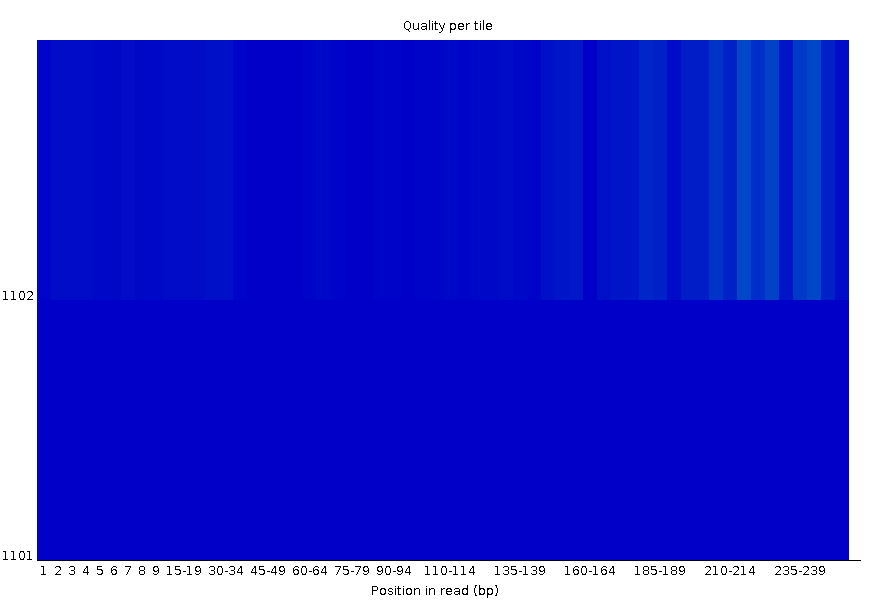 Quality per tile
1102
1101
1 2 3 4 5 6 7 8 9 15-19 30-34 45-49 60-64 75-79 90-94 110-114 135-139 160-164 185-189 210-214 235-239
Position in read (bp)